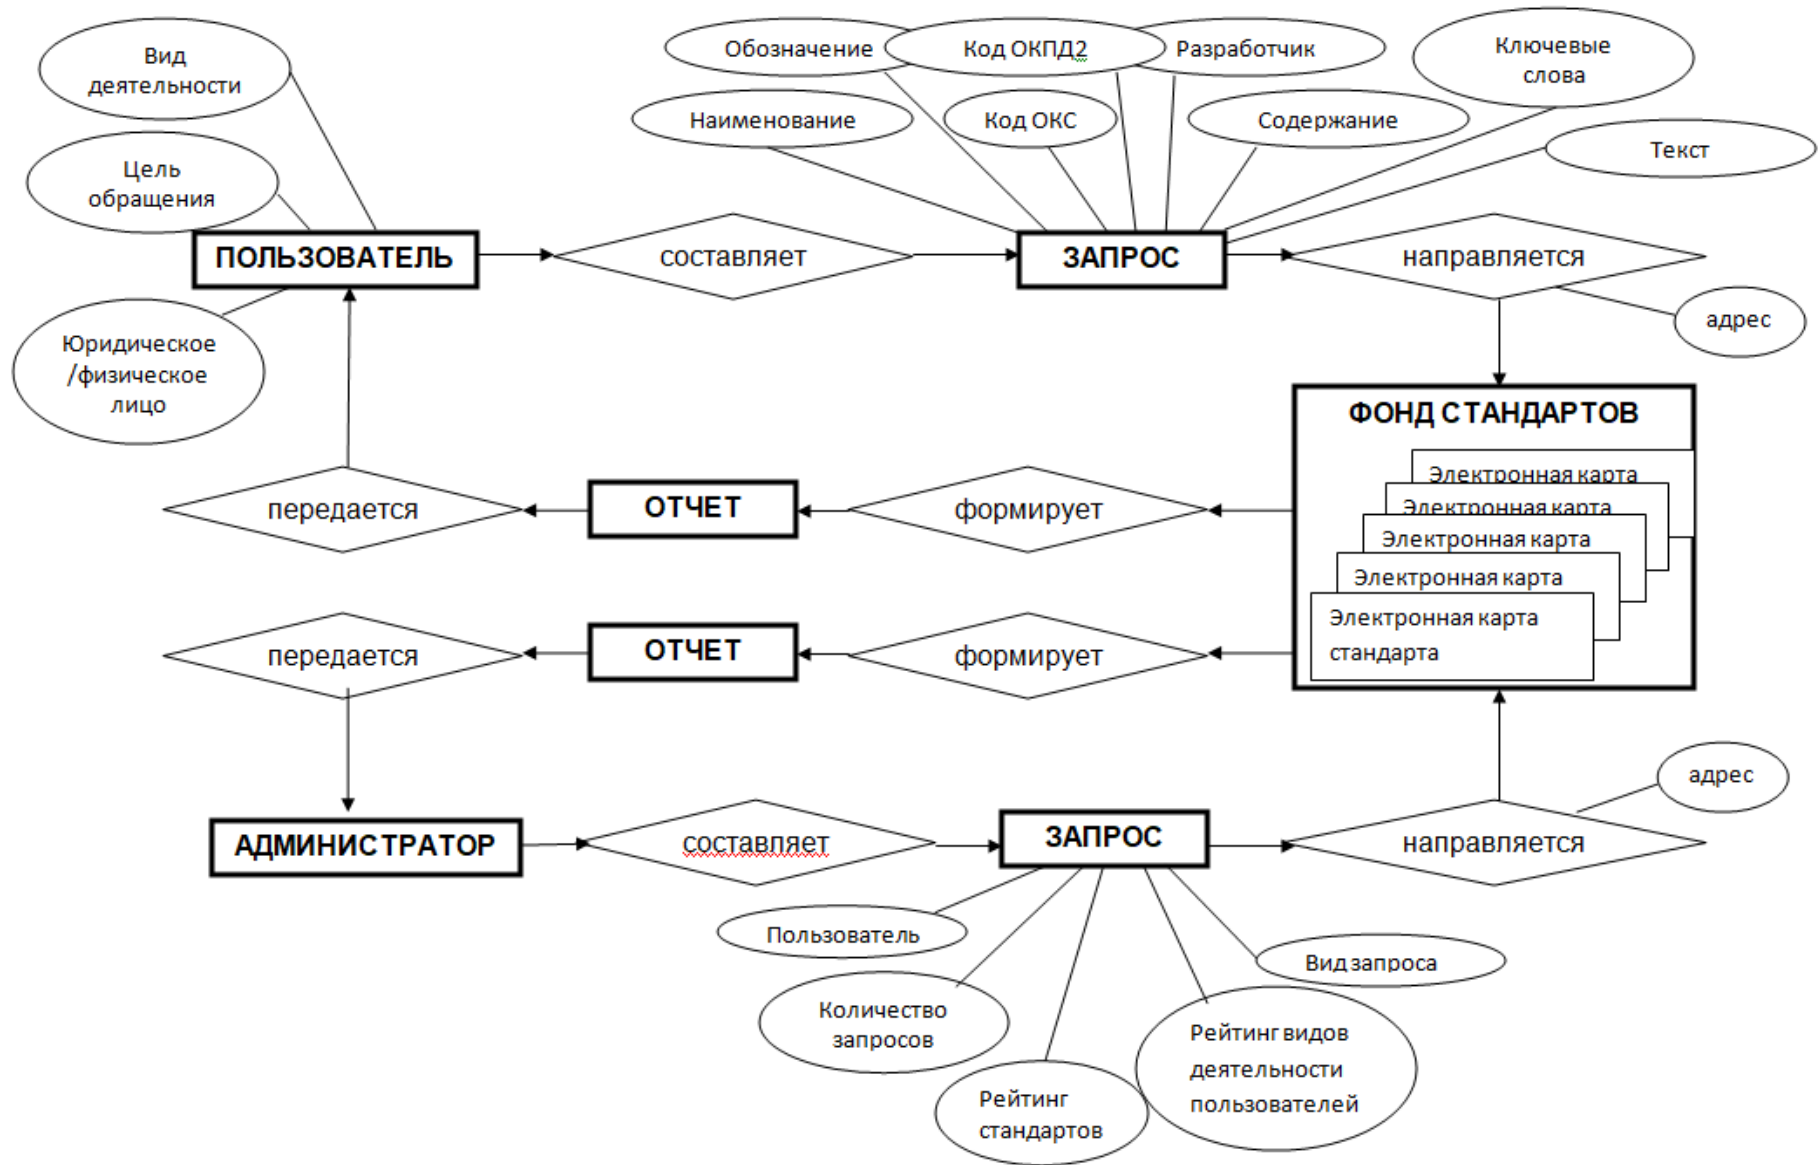 Вид
деятельности
Обозначение
Код ОКПД2
Разработчик
Ключевые
слова
Наименование
Код ОКС
Содержание
Текст
Цель
обращения
ПОЛЬЗОВАТЕЛЬ
составляет
ЗАПРОС
направляется
адрес
Юридическое
/физическое
лицо
ФОНД СТАНДАРТОВ
Электронная карта
Электронная карта
Электронная карта
Электронная карта
Электронная карта
стандарта
передается
ОТЧЕТ
формирует
передается
ОТЧЕТ
формирует
адрес
АДМИНИСТРАТОР
составляет
ЗАПРОС
направляется
Пользователь
Вид запроса
Количество
запросов
Рейтинг видов
деятельности
пользователей
Рейтинг
стандартов